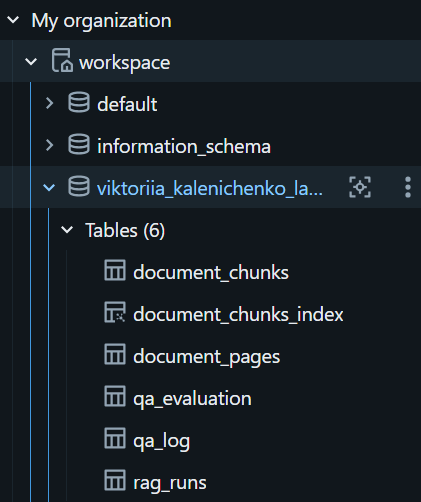 My organization
workspace
default
information_schema
viktoriia_kalenichenko_la...
Tables (6)
document_chunks
document_chunks_index
document_pages
qa_evaluation
qa_log
rag_runs